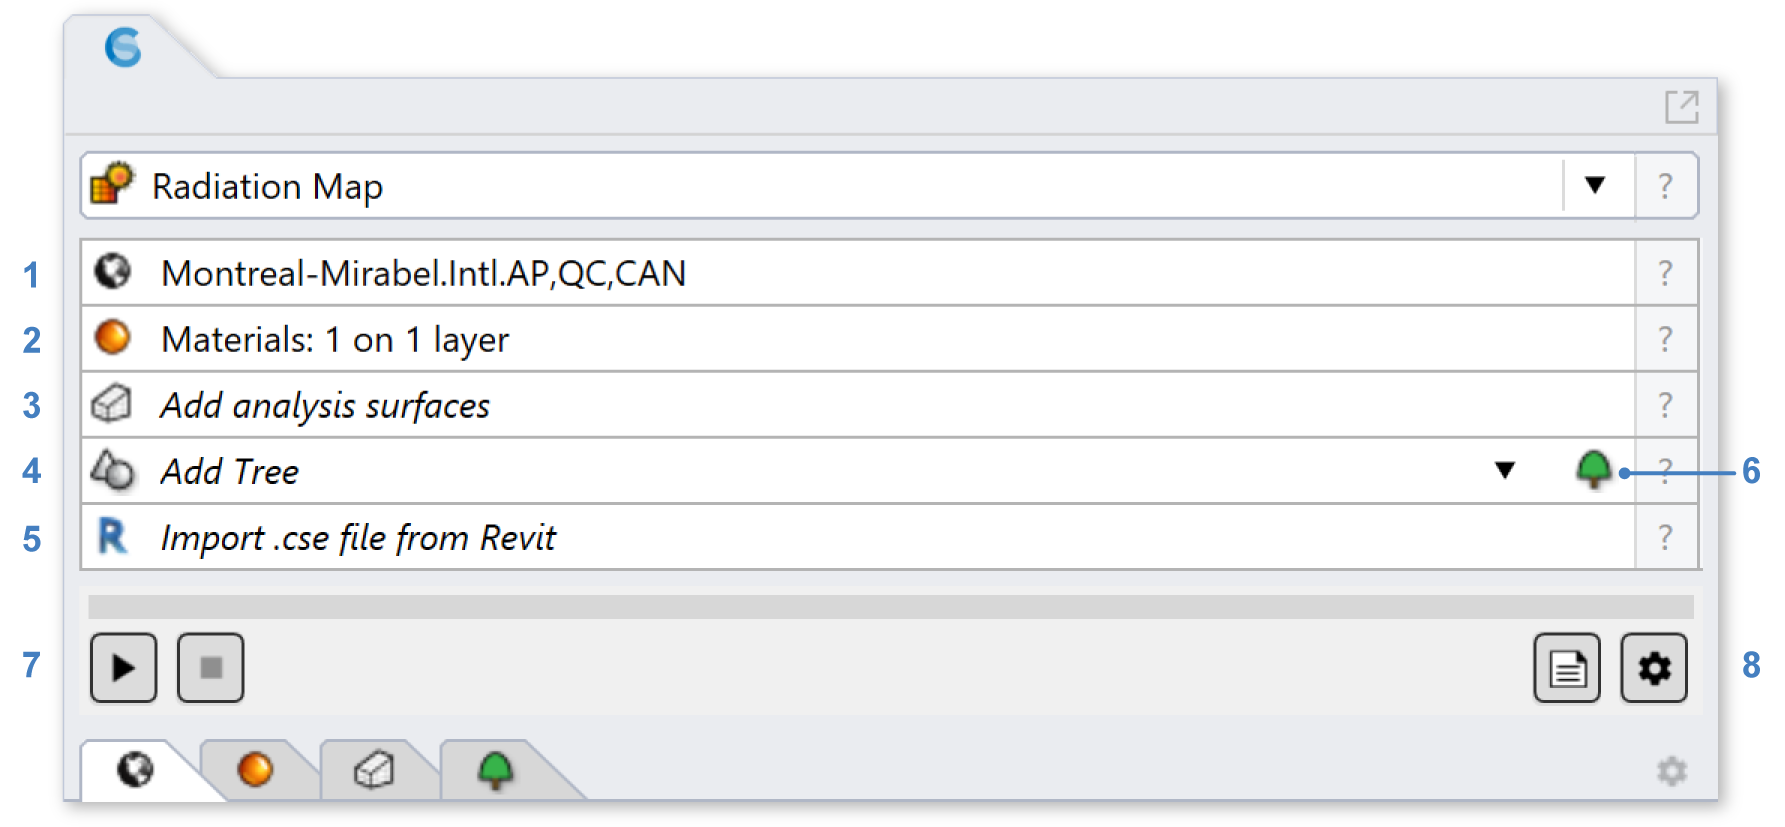 Radiation Map ?
1 Montreal-Mirabel.Intl.AP,QC,CAN ?
2 Materials: 1 on 1 layer ?
3 Add analysis surfaces ?
4 Add Tree ? 6
5 R Import .cse file from Revit ?
7 8